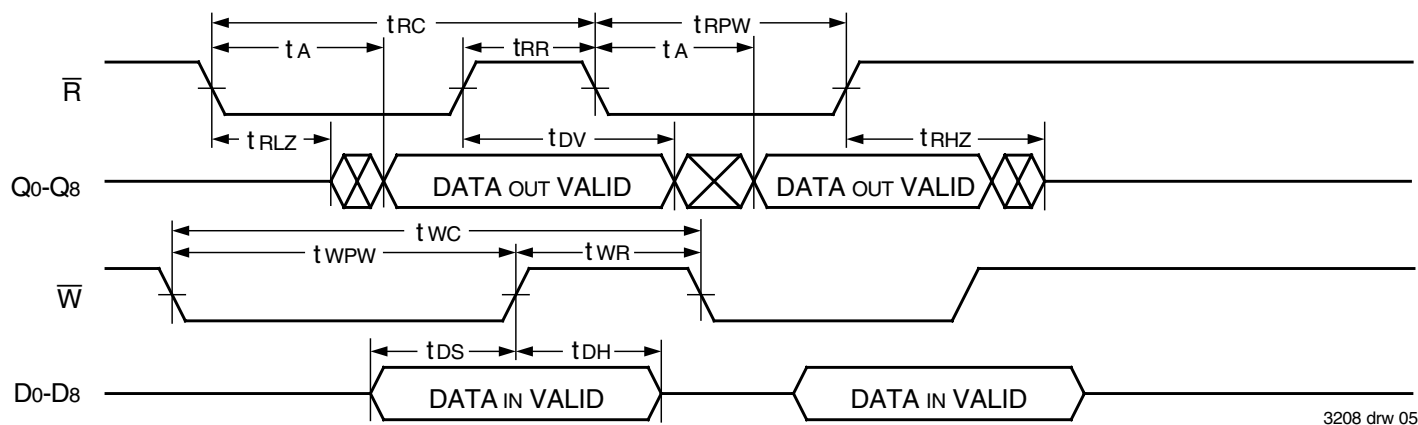 tRC tRPW
tA tRR tA
R̅
tRLZ tDV tRHZ
Q0-Q8 DATA OUT VALID DATA OUT VALID
tWC
tWPW tWR
W̅
tDS tDH
D0-D8 DATA IN VALID DATA IN VALID
3208 drw 05